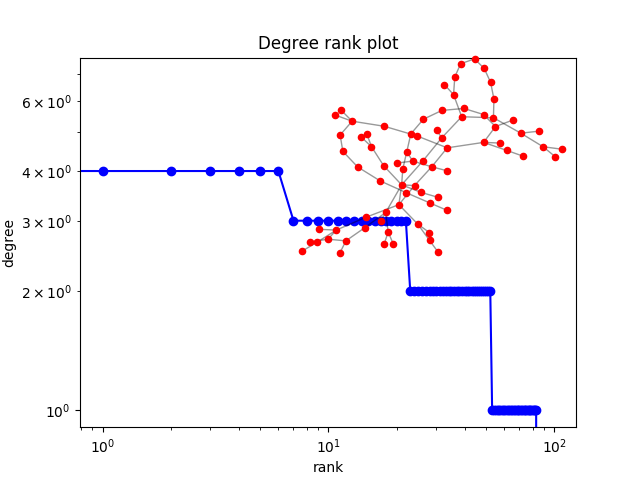 Degree rank plot
6 × 10⁰
4 × 10⁰
3 × 10⁰
2 × 10⁰
10⁰
degree
10⁰ 10¹ 10²
rank